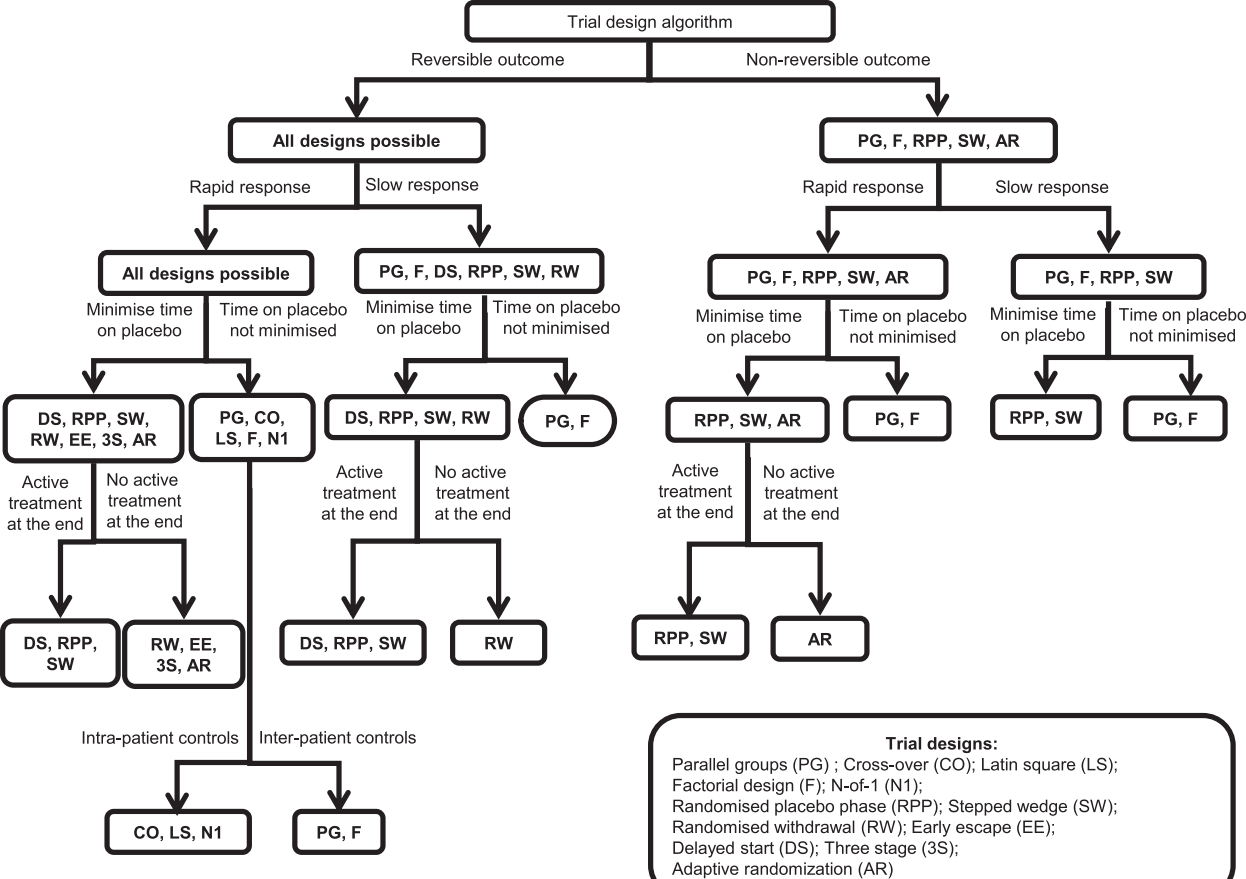 Trial design algorithm
Reversible outcome
Non-reversible outcome
All designs possible
PG, F, RPP, SW, AR
Rapid response
Slow response
Rapid response
Slow response
All designs possible
PG, F, DS, RPP, SW, RW
PG, F, RPP, SW, AR
PG, F, RPP, SW
Minimise time
on placebo
Time on placebo
not minimised
Minimise time
on placebo
Time on placebo
not minimised
Minimise time
on placebo
Time on placebo
not minimised
Minimise time
on placebo
Time on placebo
not minimised
DS, RPP, SW,
RW, EE, 3S, AR
PG, CO,
LS, F, N1
DS, RPP, SW, RW
PG, F
RPP, SW, AR
PG, F
RPP, SW
PG, F
Active
treatment
at the end
No active
treatment
at the end
Active
treatment
at the end
No active
treatment
at the end
Active
treatment
at the end
No active
treatment
at the end
DS, RPP,
SW
RW, EE,
3S, AR
DS, RPP, SW
RW
RPP, SW
AR
Intra-patient controls
Inter-patient controls
CO, LS, N1
PG, F
Trial designs:
Parallel groups (PG) ; Cross-over (CO); Latin square (LS);
Factorial design (F); N-of-1 (N1);
Randomised placebo phase (RPP); Stepped wedge (SW);
Randomised withdrawal (RW); Early escape (EE);
Delayed start (DS); Three stage (3S);
Adaptive randomization (AR)